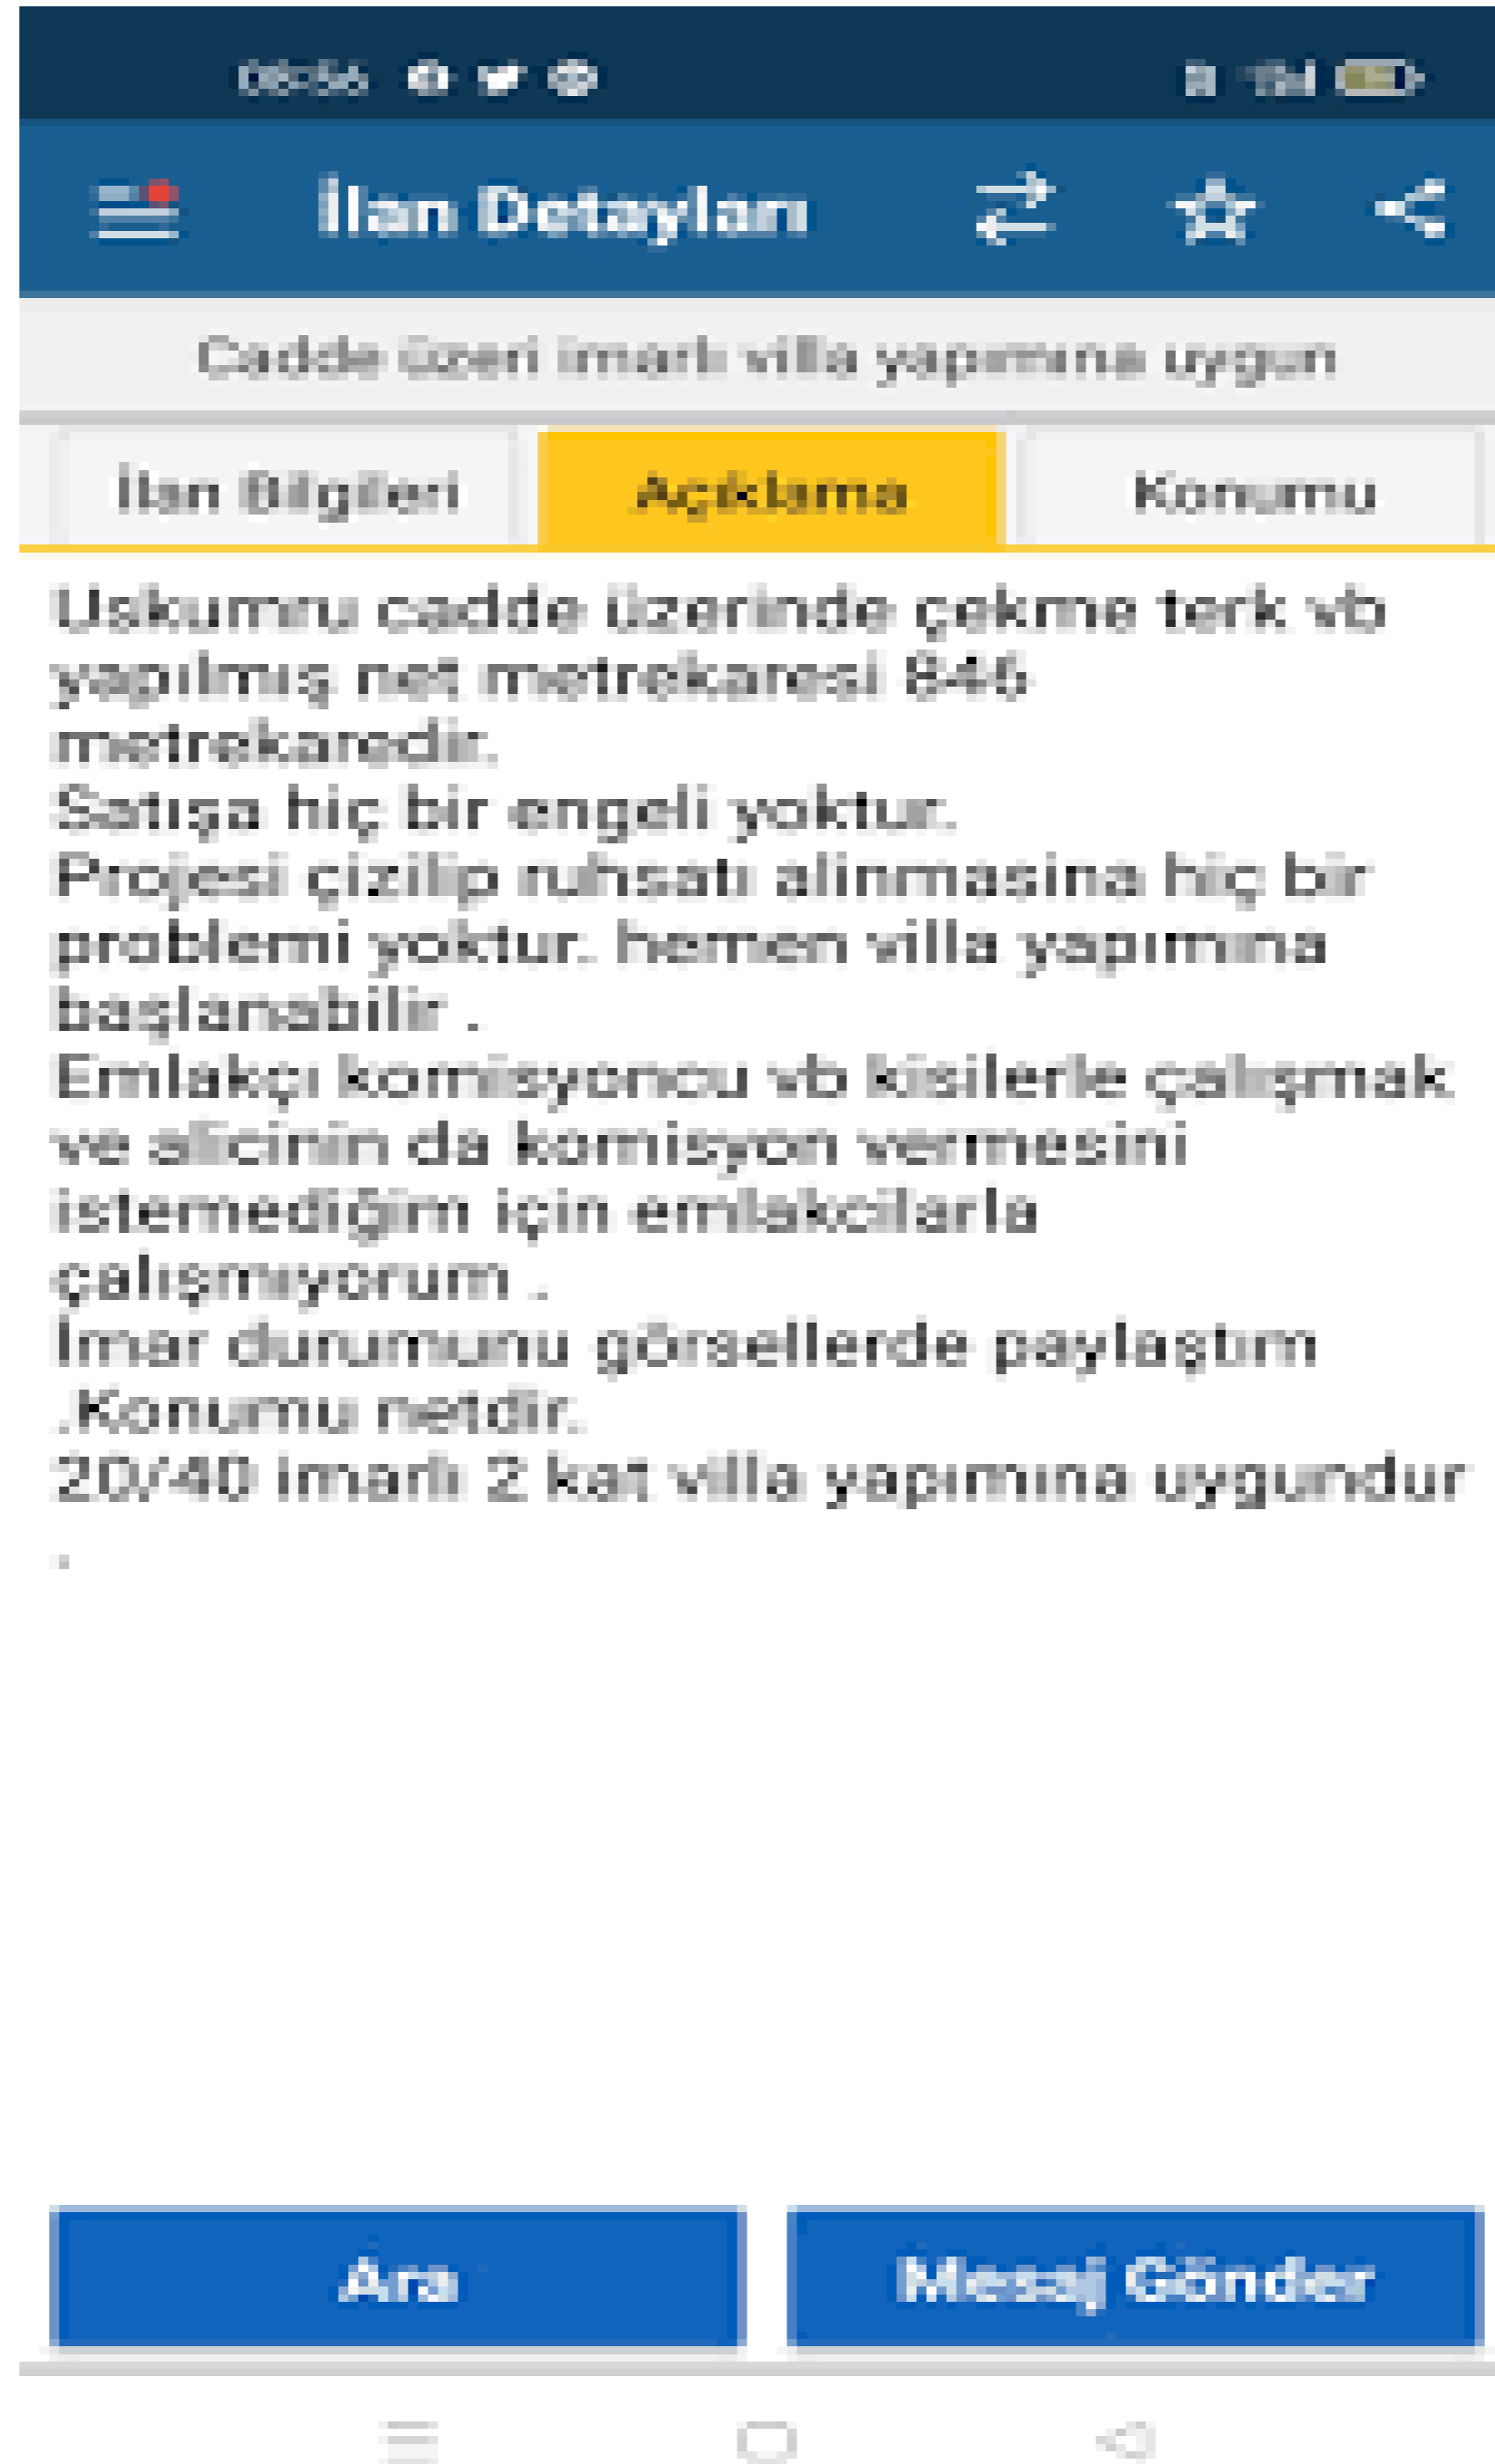 08:56
İlan Detayları
Cadde üzeri imarlı villa yapımına uygun
İlan Bilgileri
Açıklama
Konumu
Uskumru cadde üzerinde çekme terk vb
yapılmış net metrekaresi 846
metrekaredir.
Satışa hiç bir engeli yoktur.
Projesi çizilip ruhsatı alinmasina hiç bir
problemi yoktur. hemen villa yapımına
başlanabilir .
Emlakçı komisyoncu vb kisilerle çalışmak
ve alicinin da komisyon vermesini
istemediğim için emlakcilarla
çalışmıyorum .
İmar durumunu görsellerde paylaştım
.Konumu netdir.
20/40 imarlı 2 kat villa yapımına uygundur
.
Ara
Mesaj Gönder